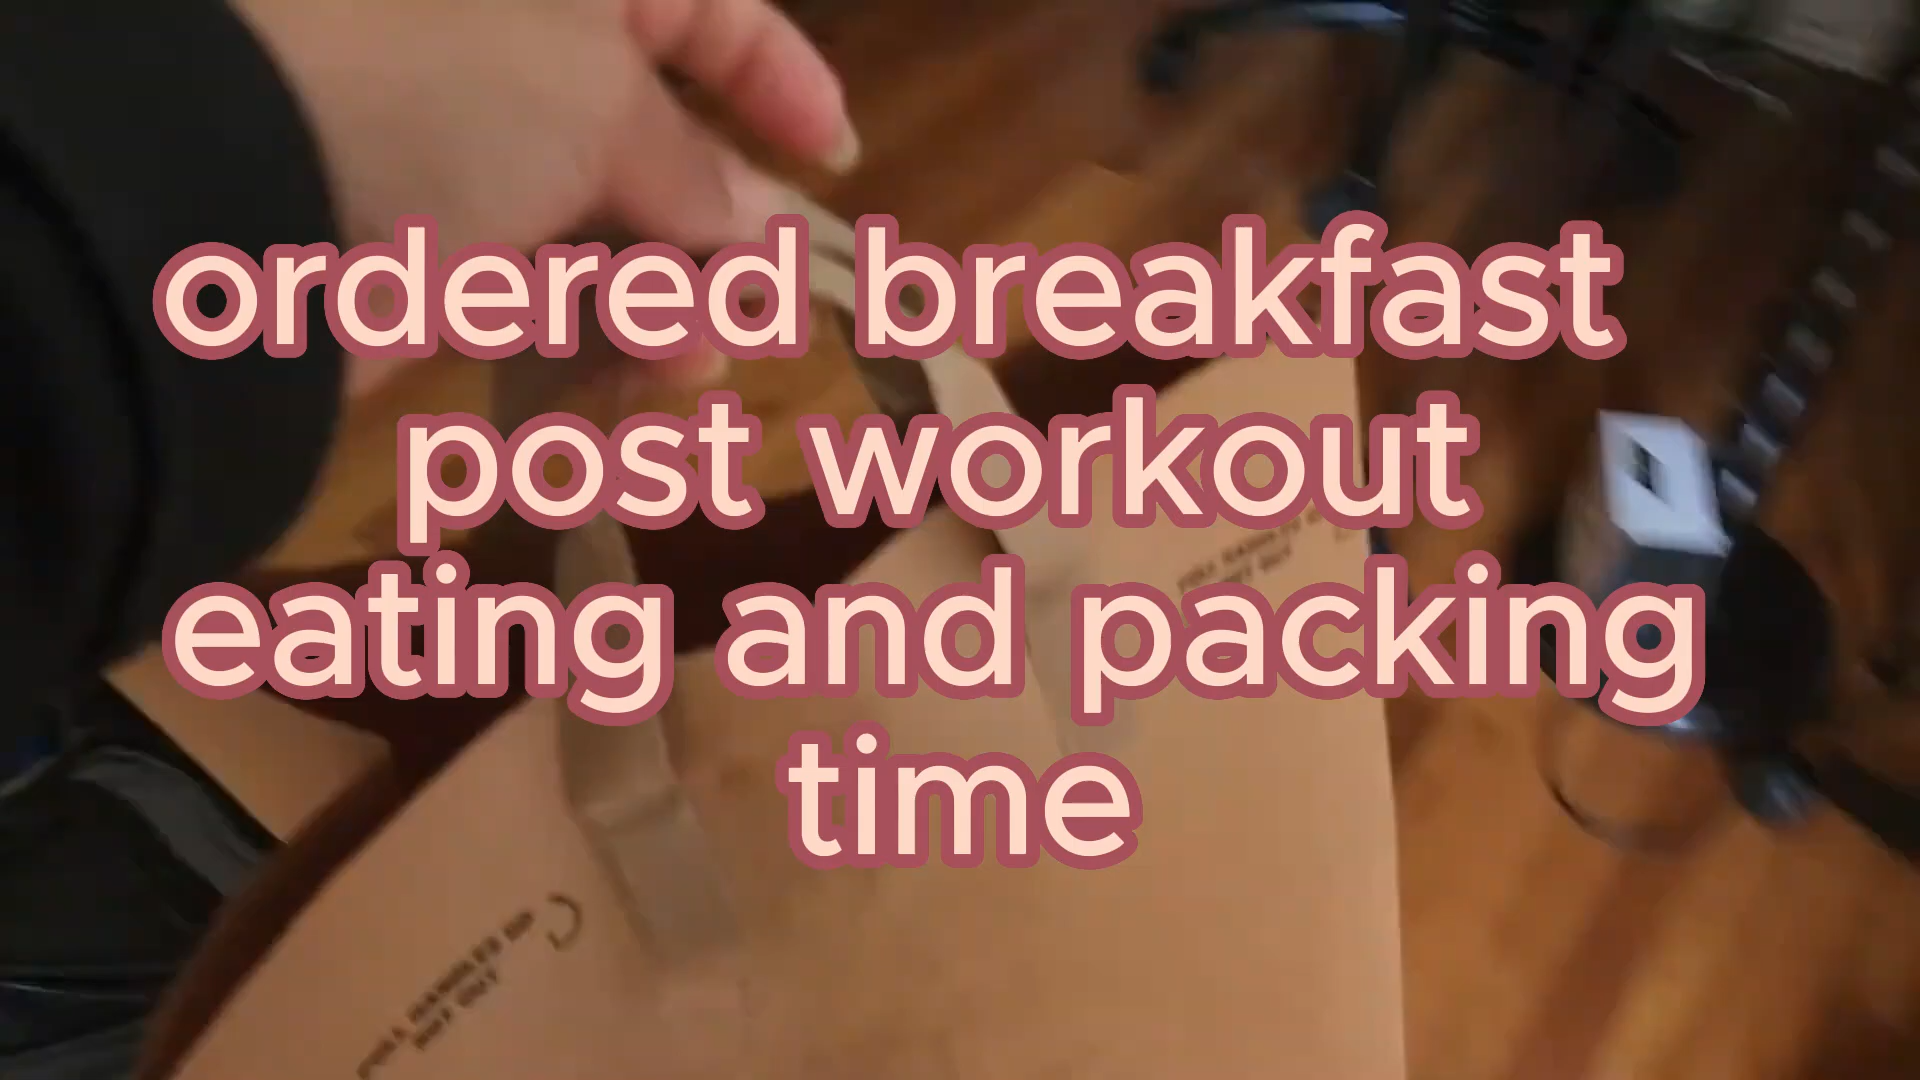 ordered breakfast
post workout
eating and packing
time